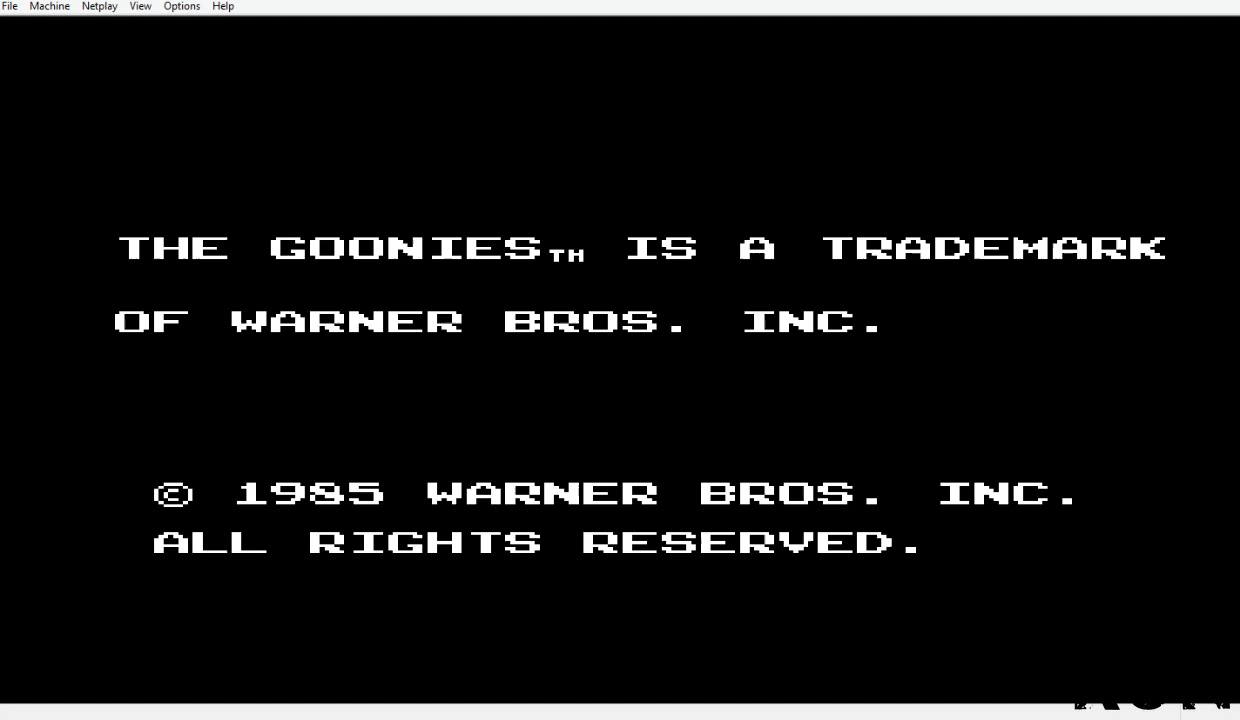 File Machine Netplay View Options Help
THE GOONIES TM IS A TRADEMARK
OF WARNER BROS. INC.
© 1985 WARNER BROS. INC.
ALL RIGHTS RESERVED.